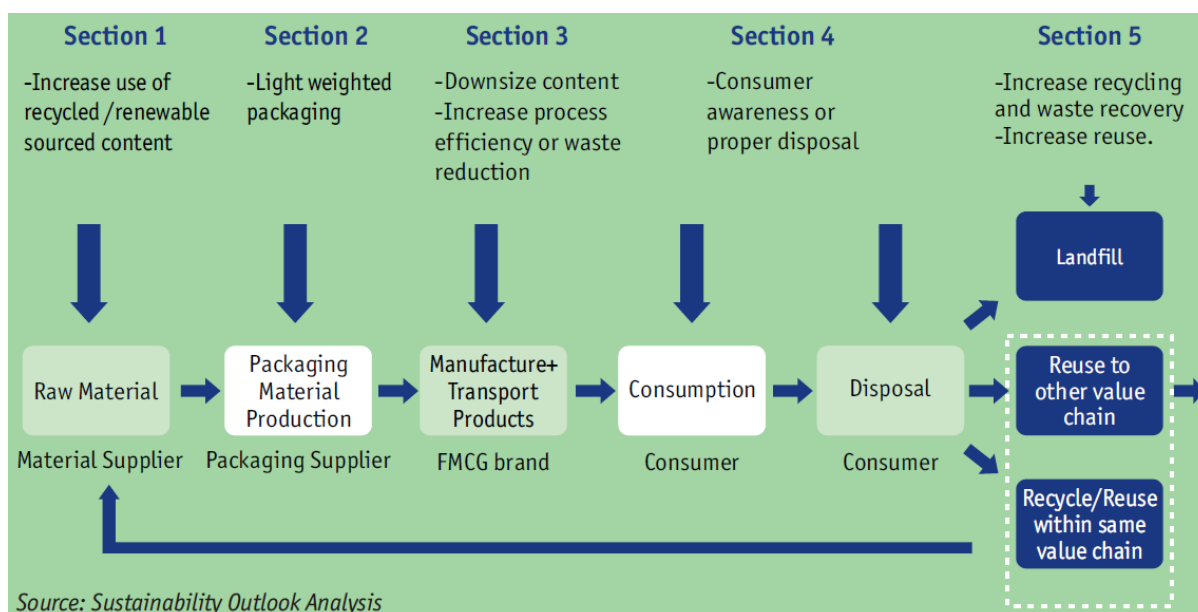 Section 1
-Increase use of
recycled/renewable
sourced content
Section 2
-Light weighted
packaging
Section 3
-Downsize content
-Increase process
efficiency or waste
reduction
Section 4
-Consumer
awareness or
proper disposal
Section 5
-Increase recycling
and waste recovery
-Increase reuse.
Landfill
Raw Material
Material Supplier
Packaging
Material
Production
Packaging Supplier
Manufacture+
Transport
Products
FMCG brand
Consumption
Consumer
Disposal
Consumer
Reuse to
other value
chain
Recycle/Reuse
within same
value chain
Source: Sustainability Outlook Analysis